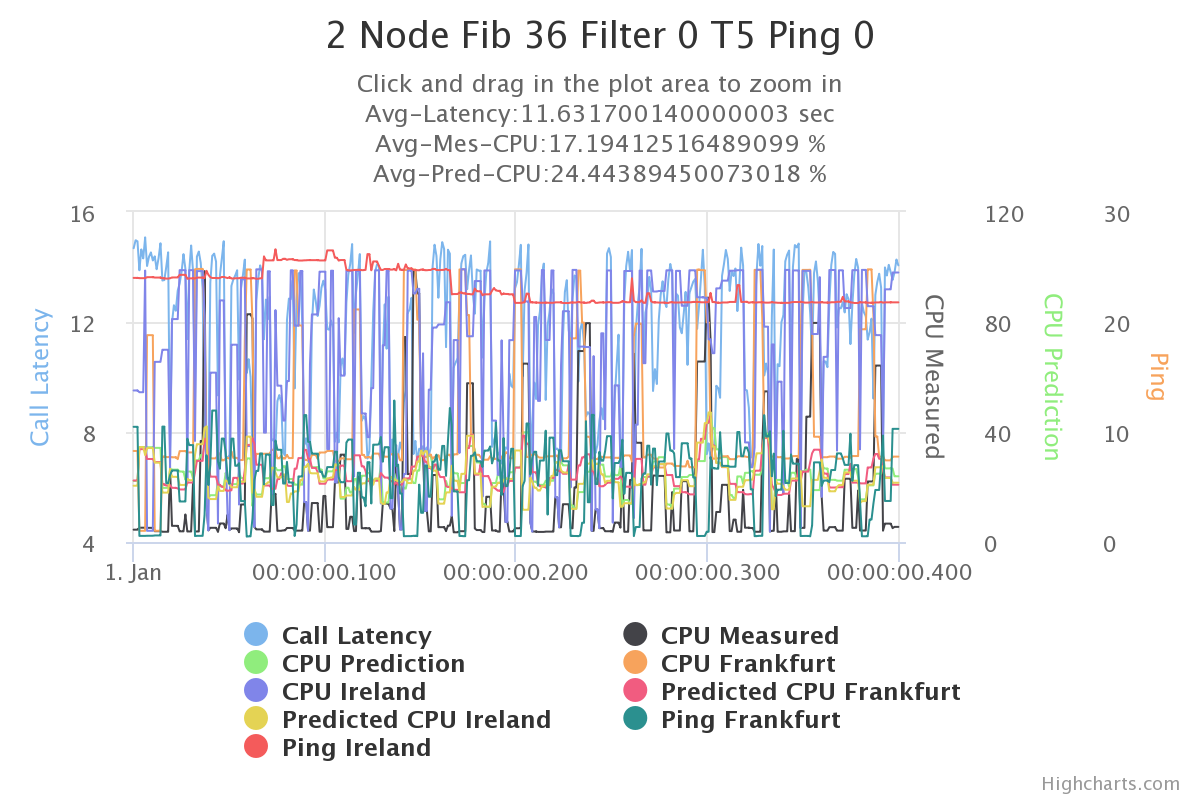 2 Node Fib 36 Filter 0 T5 Ping 0
Click and drag in the plot area to zoom in
Avg-Latency:11.631700140000003 sec
Avg-Mes-CPU:17.19412516489099 %
Avg-Pred-CPU:24.44389450073018 %
16
12
8
4
Call Latency
120
80
40
0
CPU Measured
CPU Prediction
30
20
10
0
Ping
1. Jan
00:00:00.100
00:00:00.200
00:00:00.300
00:00:00.400
Call Latency
CPU Measured
CPU Prediction
CPU Frankfurt
CPU Ireland
Predicted CPU Frankfurt
Predicted CPU Ireland
Ping Frankfurt
Ping Ireland
Highcharts.com